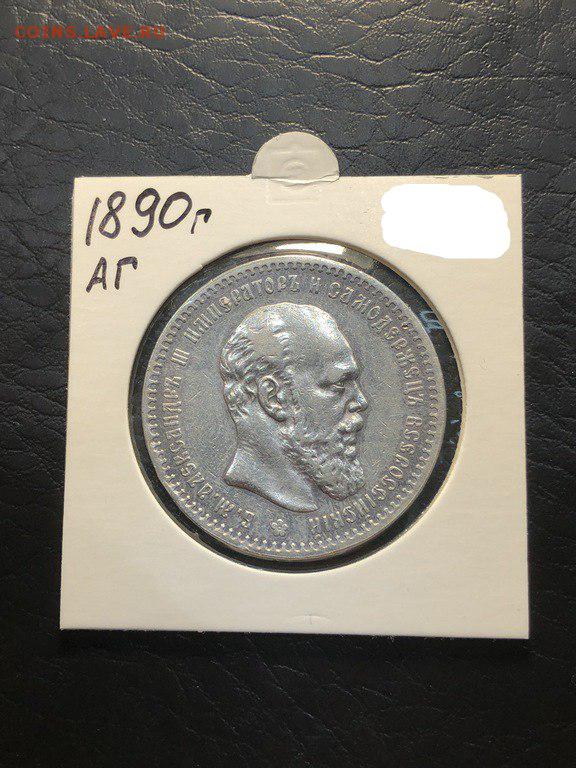 COINS.LAVE.RU
1890г
АГ
Б. М. АЛЕКСАНДРЪ III ИМПЕРАТОРЪ И САМОДЕРЖЕЦЪ ВСЕРОССІЙСКІЙ